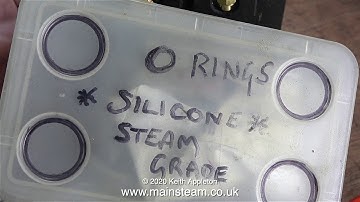 O RINGS
* SILICONE *
STEAM
GRADE
© 2020 Keith Appleton
www.mainsteam.co.uk